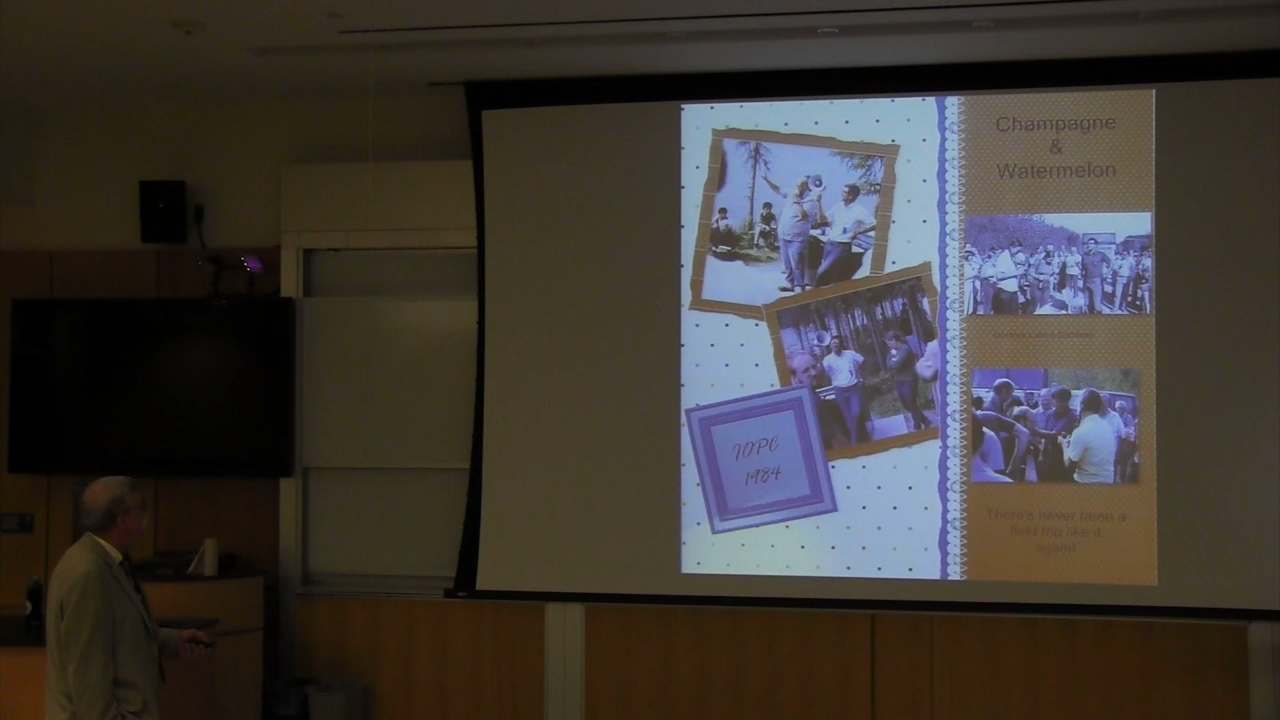 Champagne
&
Watermelon
IOPC
1984
There's never been a
field trip like it
again!